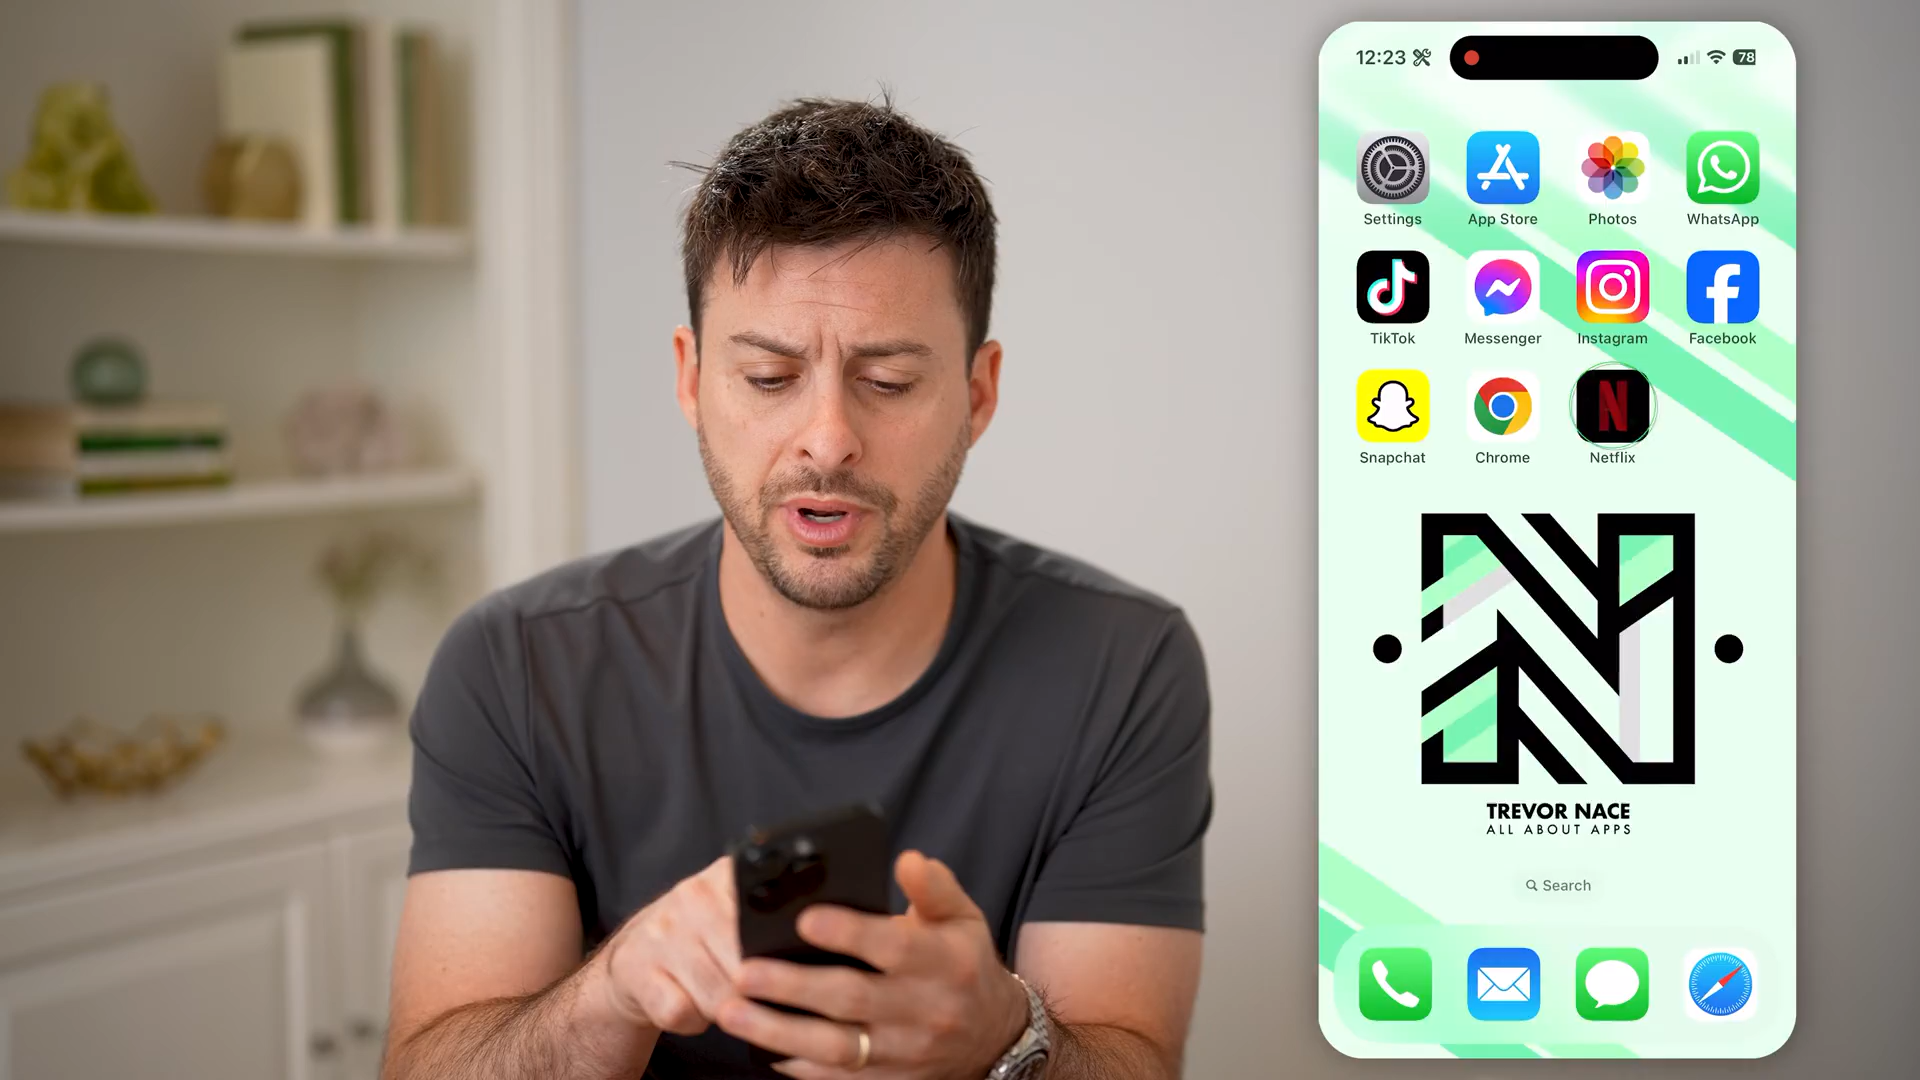 12:23
78
Settings
App Store
Photos
WhatsApp
TikTok
Messenger
Instagram
Facebook
Snapchat
Chrome
N
Netflix
TREVOR NACE
ALL ABOUT APPS
Search